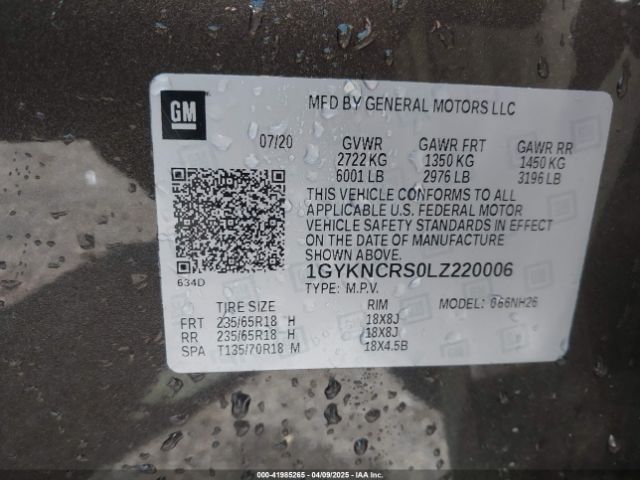 GM
MFD BY GENERAL MOTORS LLC
07/20 GVWR GAWR FRT GAWR RR
2722 KG 1350 KG 1450 KG
6001 LB 2976 LB 3196 LB
THIS VEHICLE CONFORMS TO ALL
APPLICABLE U.S. FEDERAL MOTOR
VEHICLE SAFETY STANDARDS IN EFFECT
ON THE DATE OF MANUFACTURE
SHOWN ABOVE.
634D
1GYKNCRS0LZ220006
TYPE: M.P.V.
TIRE SIZE RIM MODEL: 066NH26
FRT 235/65R18 H 18X8J
RR 235/65R18 H 18X8J
SPA T135/70R18 M 18X4.5B
000-41985265 - 04/09/2025 - IAA Inc.